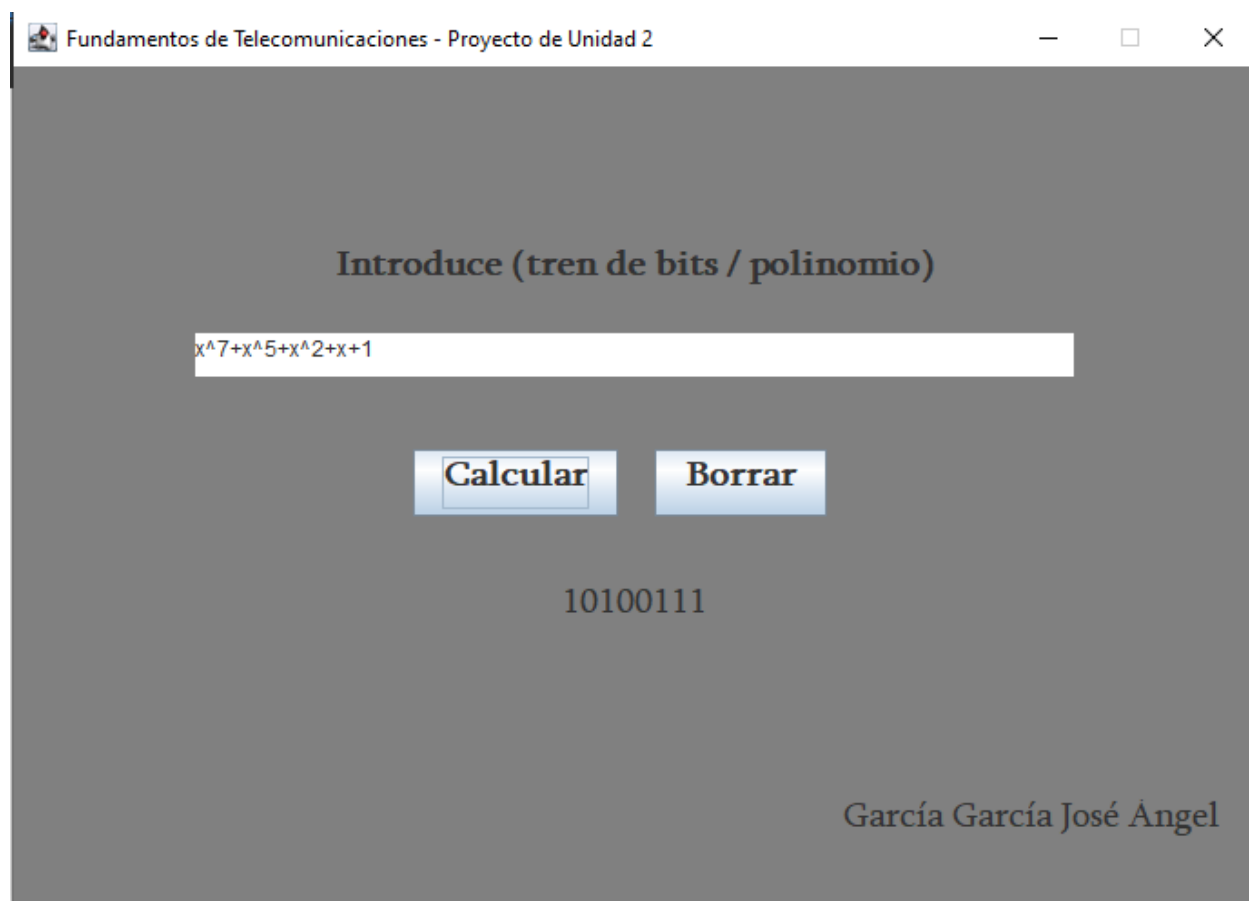 Fundamentos de Telecomunicaciones - Proyecto de Unidad 2
Introduce (tren de bits / polinomio)
x^7+x^5+x^2+x+1
Calcular Borrar
10100111
García García José Ángel